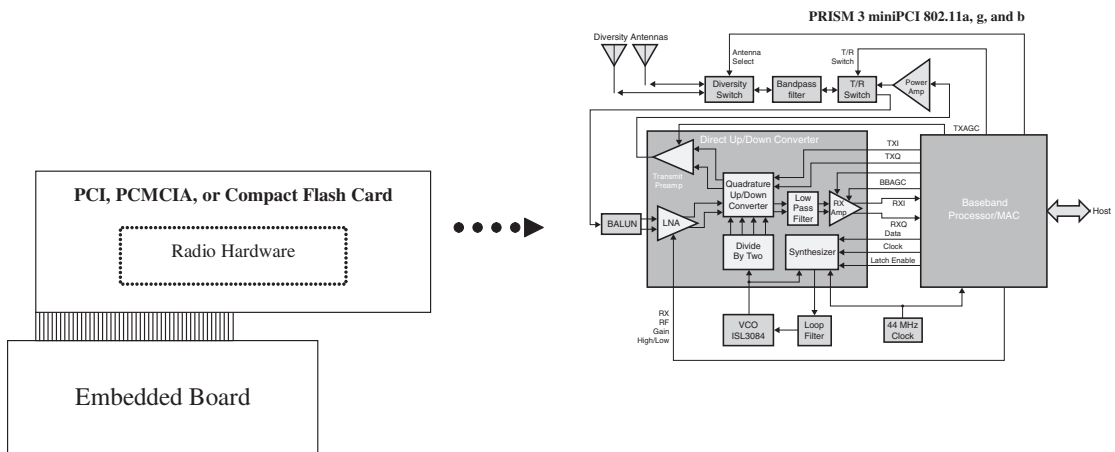 PRISM 3 miniPCI 802.11a, g, and b
Diversity Antennas
Antenna
Select
T/R
Switch
Diversity
Switch
Bandpass
filter
T/R
Switch
Power
Amp
TXAGC
Direct Up/Down Converter
TXI
TXQ
Transmit
Preamp
Quadrature
Up/Down
Converter
BBAGC
Low
Pass
Filter
RX
Amp
RXI
Baseband
Processor/MAC
Host
BALUN
LNA
RXQ
Data
Divide
By Two
Synthesizer
Clock
Latch Enable
RX
RF
Gain
High/Low
VCO
ISL3084
Loop
Filter
44 MHz
Clock
PCI, PCMCIA, or Compact Flash Card
Radio Hardware
Embedded Board